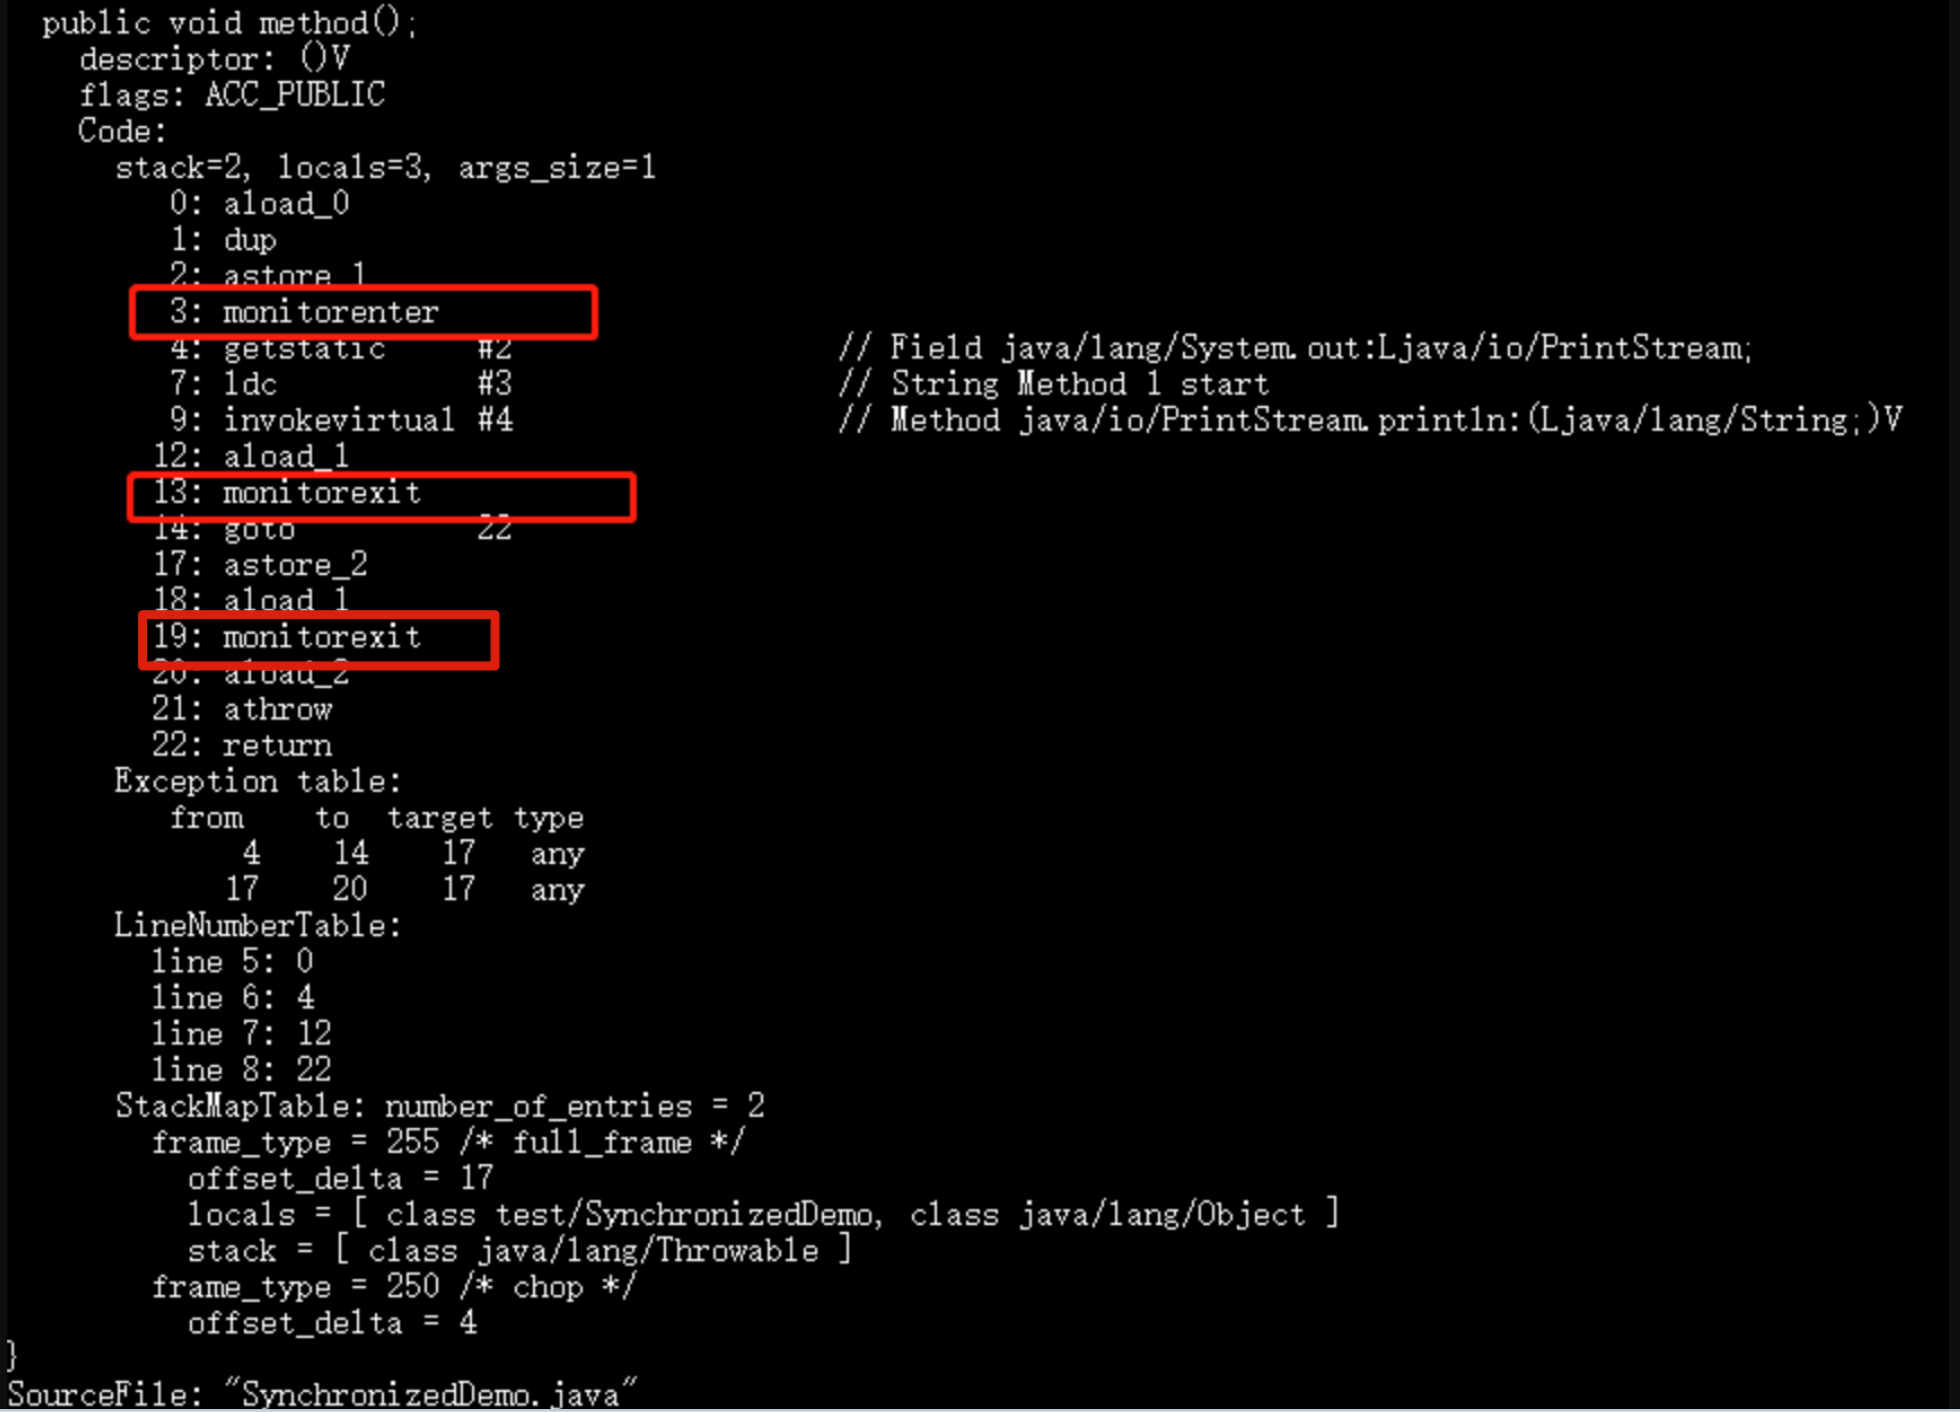 public void method();
descriptor: ()V
flags: ACC_PUBLIC
Code:
stack=2, locals=3, args_size=1
0: aload_0
1: dup
2: astore_1
3: monitorenter
4: getstatic #2 // Field java/lang/System.out:Ljava/io/PrintStream;
7: ldc #3 // String Method 1 start
9: invokevirtual #4 // Method java/io/PrintStream.println:(Ljava/lang/String;)V
12: aload_1
13: monitorexit
14: goto 22
17: astore_2
18: aload_1
19: monitorexit
20: aload_2
21: athrow
22: return
Exception table:
from to target type
4 14 17 any
17 20 17 any
LineNumberTable:
line 5: 0
line 6: 4
line 7: 12
line 8: 22
StackMapTable: number_of_entries = 2
frame_type = 255 /* full_frame */
offset_delta = 17
locals = [ class test/SynchronizedDemo, class java/lang/Object ]
stack = [ class java/lang/Throwable ]
frame_type = 250 /* chop */
offset_delta = 4
}
SourceFile: "SynchronizedDemo.java"